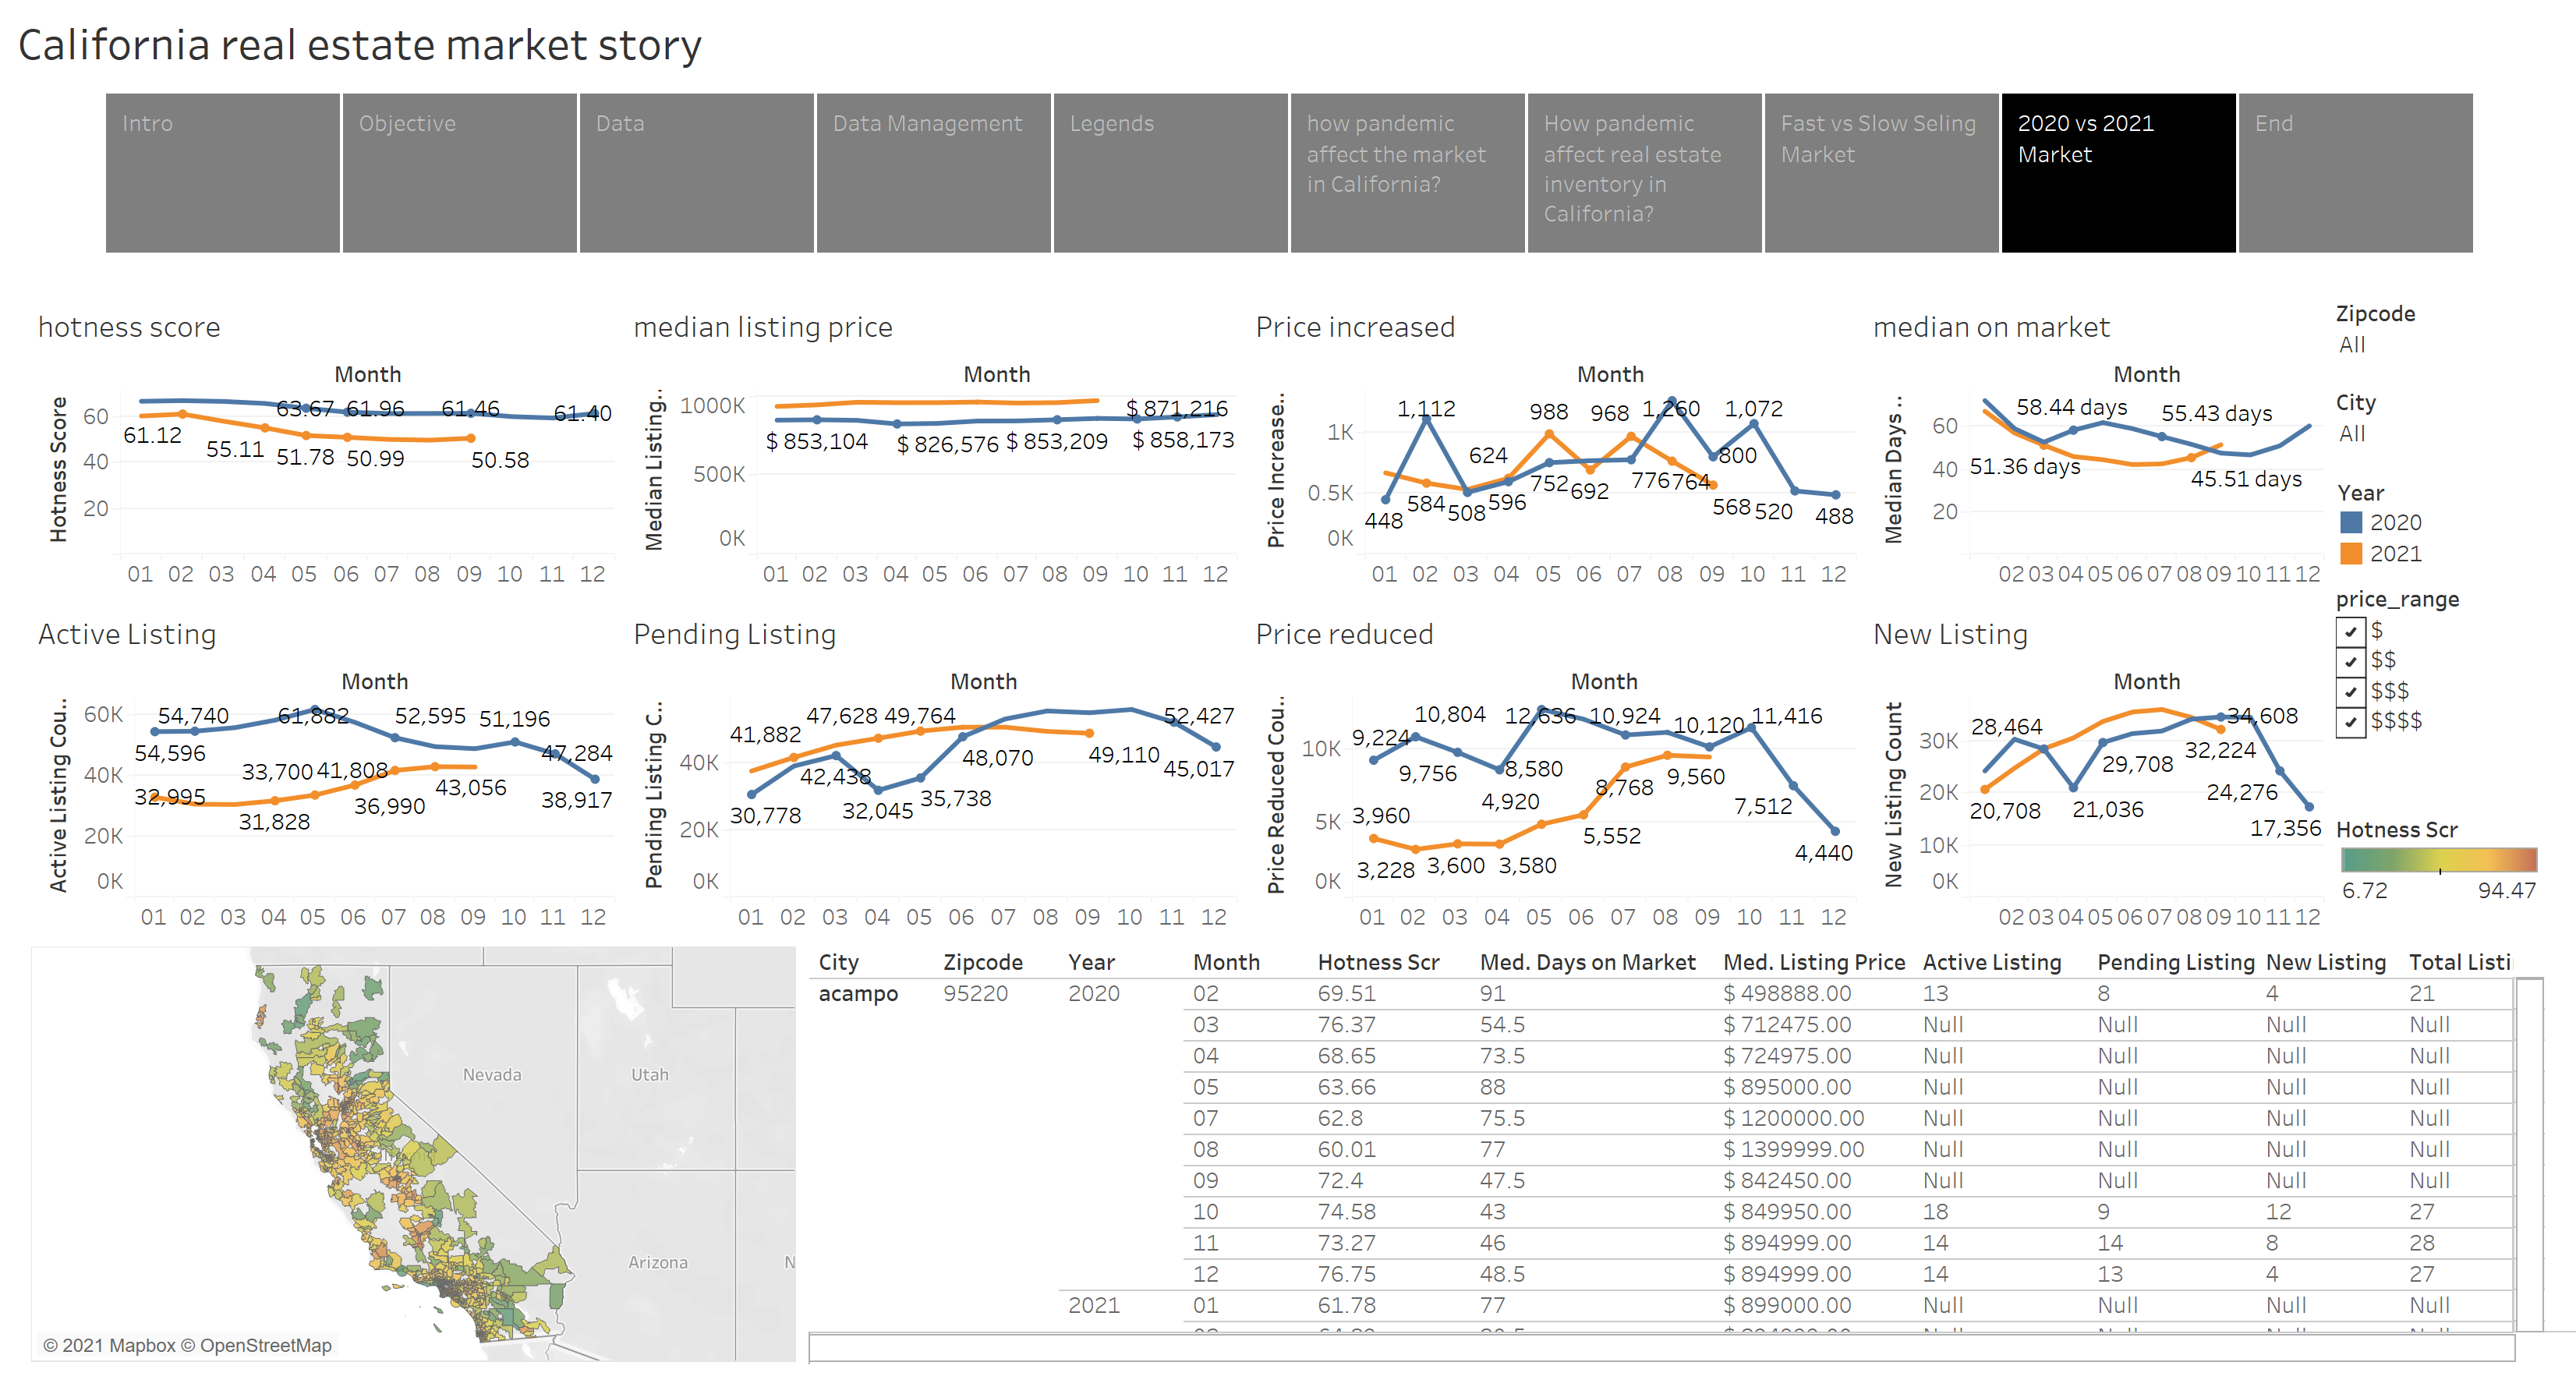 California real estate market story
Intro
Objective
Data
Data Management
Legends
how pandemic
affect the market
in California?
How pandemic
affect real estate
inventory in
California?
Fast vs Slow Seling
Market
2020 vs 2021
Market
End
hotness score
Month
Hotness Score
60
40
20
63.67 61.96 61.46 61.40
61.12 55.11 51.78 50.99 50.58
01 02 03 04 05 06 07 08 09 10 11 12
median listing price
Month
Median Listing..
1000K
500K
0K
$ 871,216
$ 853,104 $ 826,576 $ 853,209 $ 858,173
01 02 03 04 05 06 07 08 09 10 11 12
Price increased
Month
Price Increase..
1K
0.5K
0K
1,112 988 968 1,260 1,072
624 800
448 584 508 596 752 692 776 764 568 520 488
01 02 03 04 05 06 07 08 09 10 11 12
median on market
Month
Median Days ..
60
40
20
58.44 days 55.43 days
51.36 days 45.51 days
02 03 04 05 06 07 08 09 10 11 12
Zipcode
All
City
All
Year
2020
2021
price_range
$
$$
$$$
$$$$
Active Listing
Month
Active Listing Cou..
60K
40K
20K
0K
54,740 61,882 52,595 51,196
54,596 47,284
33,700 41,808
32,995 36,990 43,056 38,917
31,828
01 02 03 04 05 06 07 08 09 10 11 12
Pending Listing
Month
Pending Listing C..
40K
20K
0K
47,628 49,764 52,427
41,882
48,070 49,110 45,017
42,438
30,778 32,045 35,738
01 02 03 04 05 06 07 08 09 10 11 12
Price reduced
Month
Price Reduced Cou..
10K
5K
0K
10,804 12,636 10,924 10,120 11,416
9,224
9,756 8,580
8,768 9,560
3,960 4,920 7,512
5,552
3,228 3,600 3,580 4,440
01 02 03 04 05 06 07 08 09 10 11 12
New Listing
Month
New Listing Count
30K
20K
10K
0K
28,464 34,608
32,224
29,708
24,276
20,708 21,036
17,356
02 03 04 05 06 07 08 09 10 11 12
Hotness Scr
6.72 94.47
Nevada
Utah
Arizona
N
© 2021 Mapbox © OpenStreetMap
City Zipcode Year Month Hotness Scr Med. Days on Market Med. Listing Price Active Listing Pending Listing New Listing Total Listi
acampo 95220 2020 02 69.51 91 $ 498888.00 13 8 4 21
03 76.37 54.5 $ 712475.00 Null Null Null Null
04 68.65 73.5 $ 724975.00 Null Null Null Null
05 63.66 88 $ 895000.00 Null Null Null Null
07 62.8 75.5 $ 1200000.00 Null Null Null Null
08 60.01 77 $ 1399999.00 Null Null Null Null
09 72.4 47.5 $ 842450.00 Null Null Null Null
10 74.58 43 $ 849950.00 18 9 12 27
11 73.27 46 $ 894999.00 14 14 8 28
12 76.75 48.5 $ 894999.00 14 13 4 27
2021 01 61.78 77 $ 899000.00 Null Null Null Null